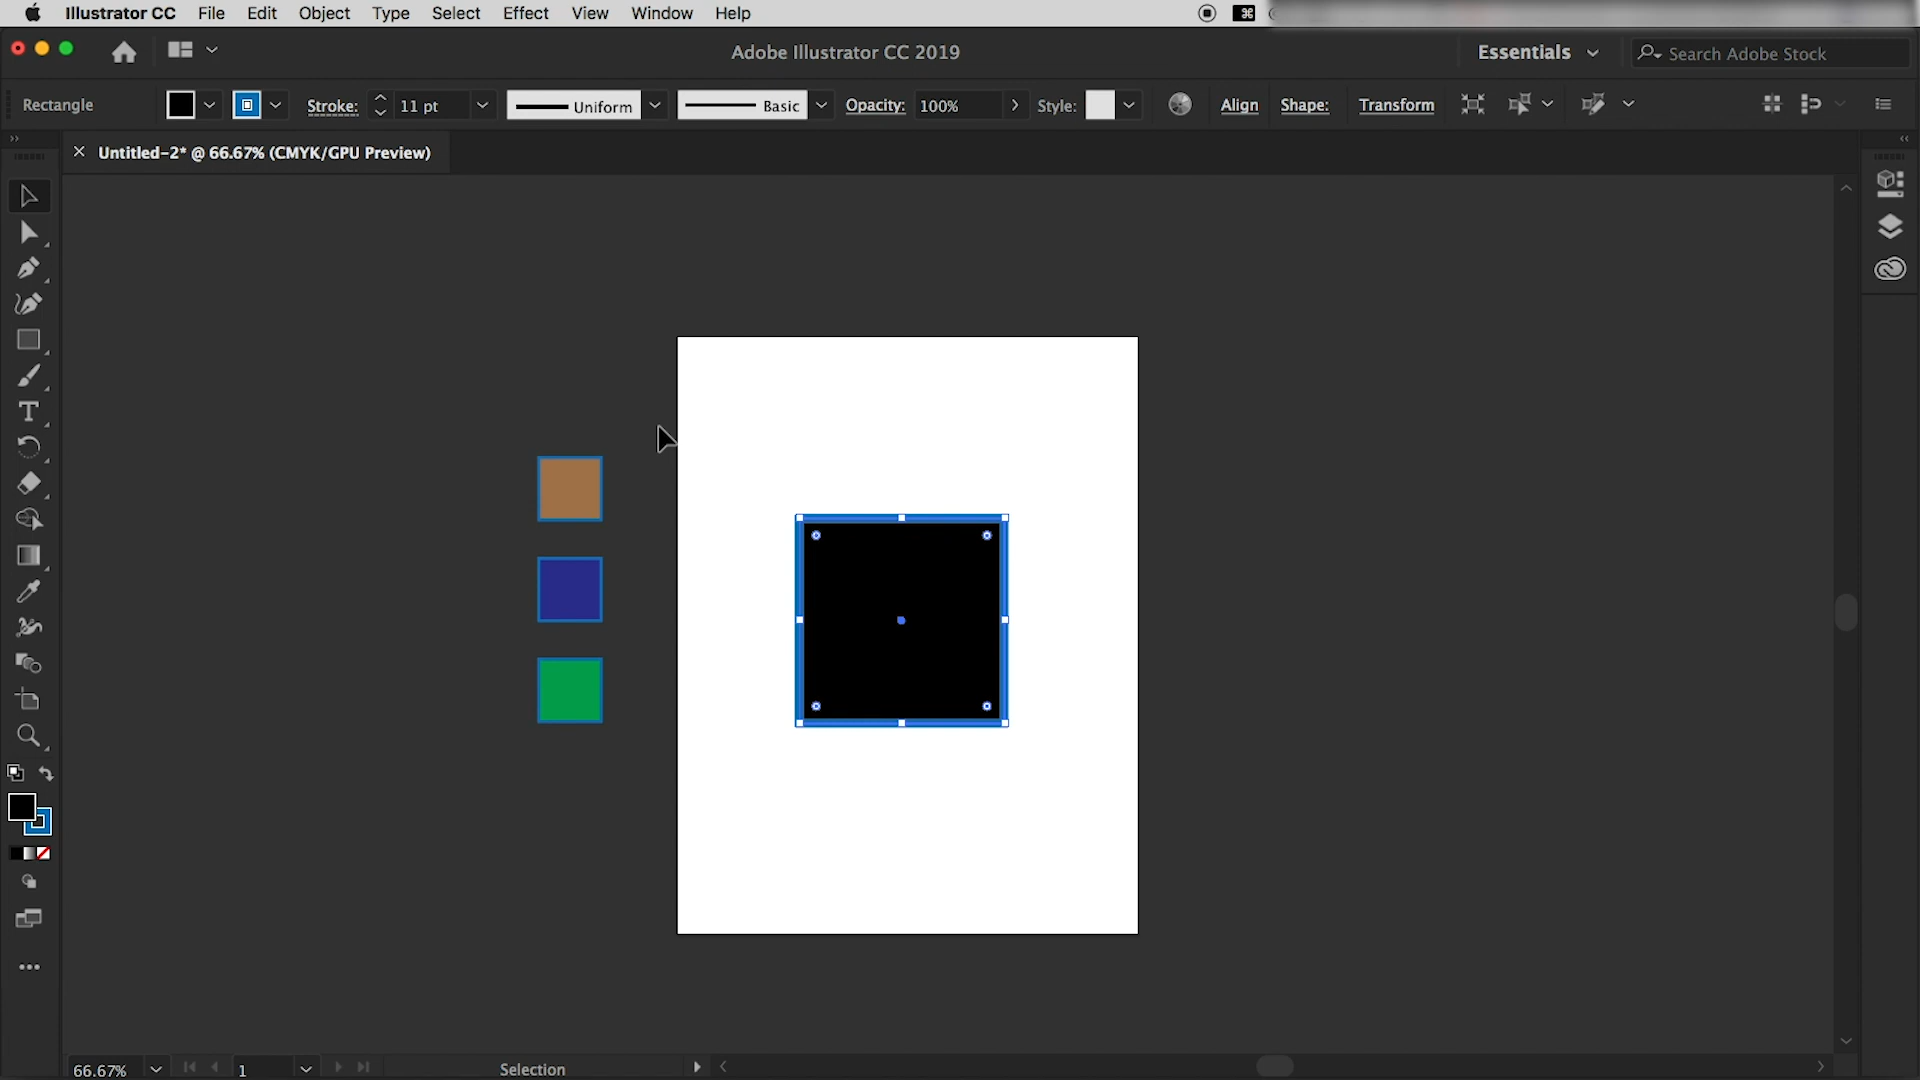 Illustrator CC File Edit Object Type Select Effect View Window Help
Adobe Illustrator CC 2019
Essentials
Search Adobe Stock
Rectangle
Stroke: 11 pt
Uniform
Basic
Opacity: 100%
Style:
Align
Shape:
Transform
Untitled-2* @ 66.67% (CMYK/GPU Preview)
66.67%
1
Selection